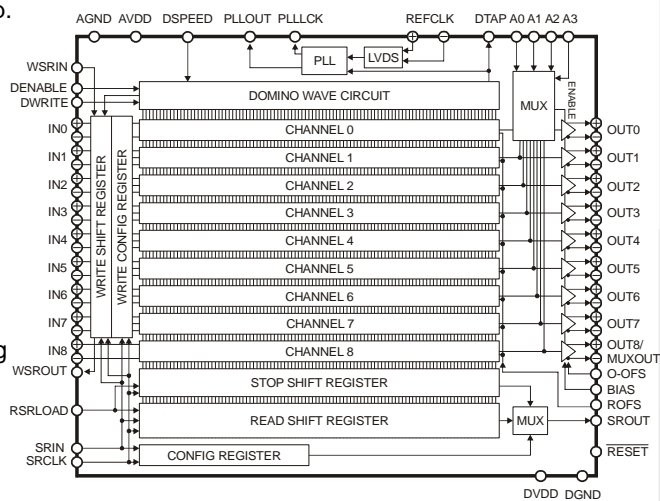 o.
AGND AVDD DSPEED PLLOUT PLLLCK REFCLK DTAP A0 A1 A2 A3
PLL
LVDS
WSRIN
DENABLE
DWRITE
DOMINO WAVE CIRCUIT
MUX
ENABLE
IN0
CHANNEL 0
OUT0
IN1
CHANNEL 1
OUT1
IN2
CHANNEL 2
OUT2
IN3
CHANNEL 3
OUT3
IN4
CHANNEL 4
OUT4
IN5
CHANNEL 5
OUT5
IN6
CHANNEL 6
OUT6
IN7
CHANNEL 7
OUT7
WRITE SHIFT REGISTER
WRITE CONFIG REGISTER
g
IN8
CHANNEL 8
OUT8/
MUXOUT
WSROUT
STOP SHIFT REGISTER
O-OFS
BIAS
ROFS
RSRLOAD
READ SHIFT REGISTER
MUX
SROUT
SRIN
SRCLK
CONFIG REGISTER
RESET
DVDD DGND